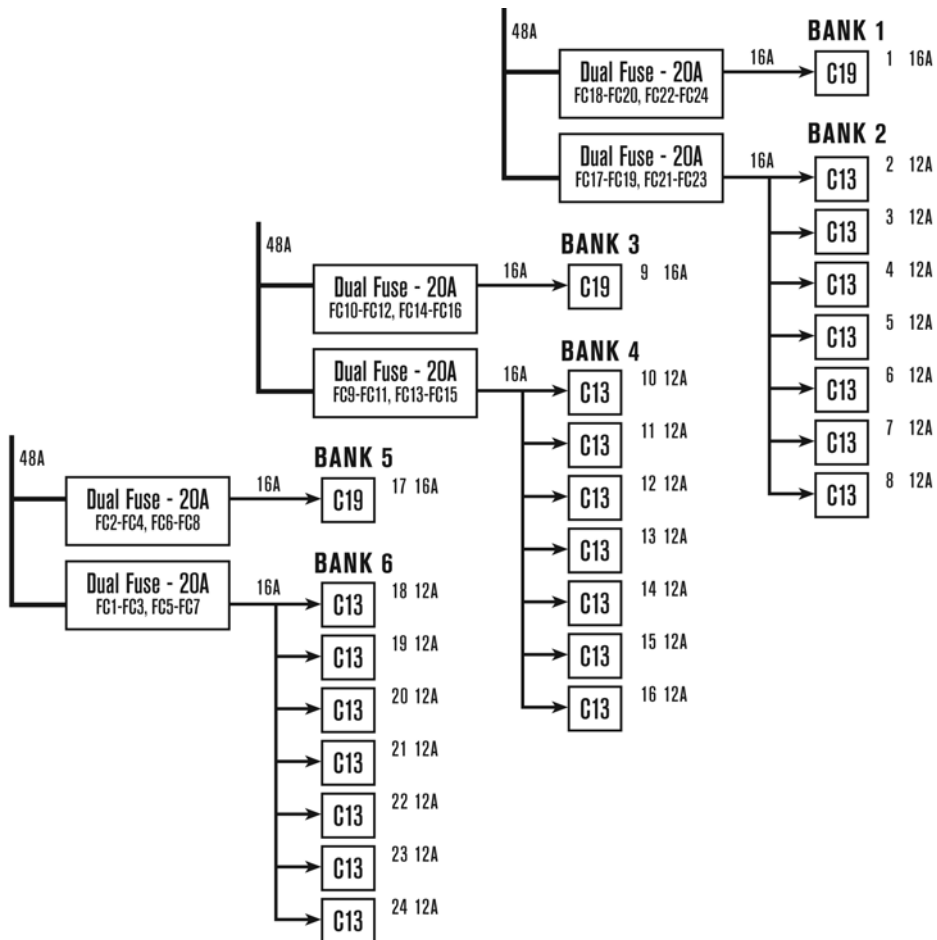 48A
BANK 1
Dual Fuse - 20A
FC18-FC20, FC22-FC24
16A
C19
1 16A
BANK 2
Dual Fuse - 20A
FC17-FC19, FC21-FC23
16A
C13
2 12A
C13
3 12A
C13
4 12A
C13
5 12A
C13
6 12A
C13
7 12A
C13
8 12A
48A
BANK 3
Dual Fuse - 20A
FC10-FC12, FC14-FC16
16A
C19
9 16A
BANK 4
Dual Fuse - 20A
FC9-FC11, FC13-FC15
16A
C13
10 12A
C13
11 12A
C13
12 12A
C13
13 12A
C13
14 12A
C13
15 12A
C13
16 12A
48A
BANK 5
Dual Fuse - 20A
FC2-FC4, FC6-FC8
16A
C19
17 16A
BANK 6
Dual Fuse - 20A
FC1-FC3, FC5-FC7
16A
C13
18 12A
C13
19 12A
C13
20 12A
C13
21 12A
C13
22 12A
C13
23 12A
C13
24 12A